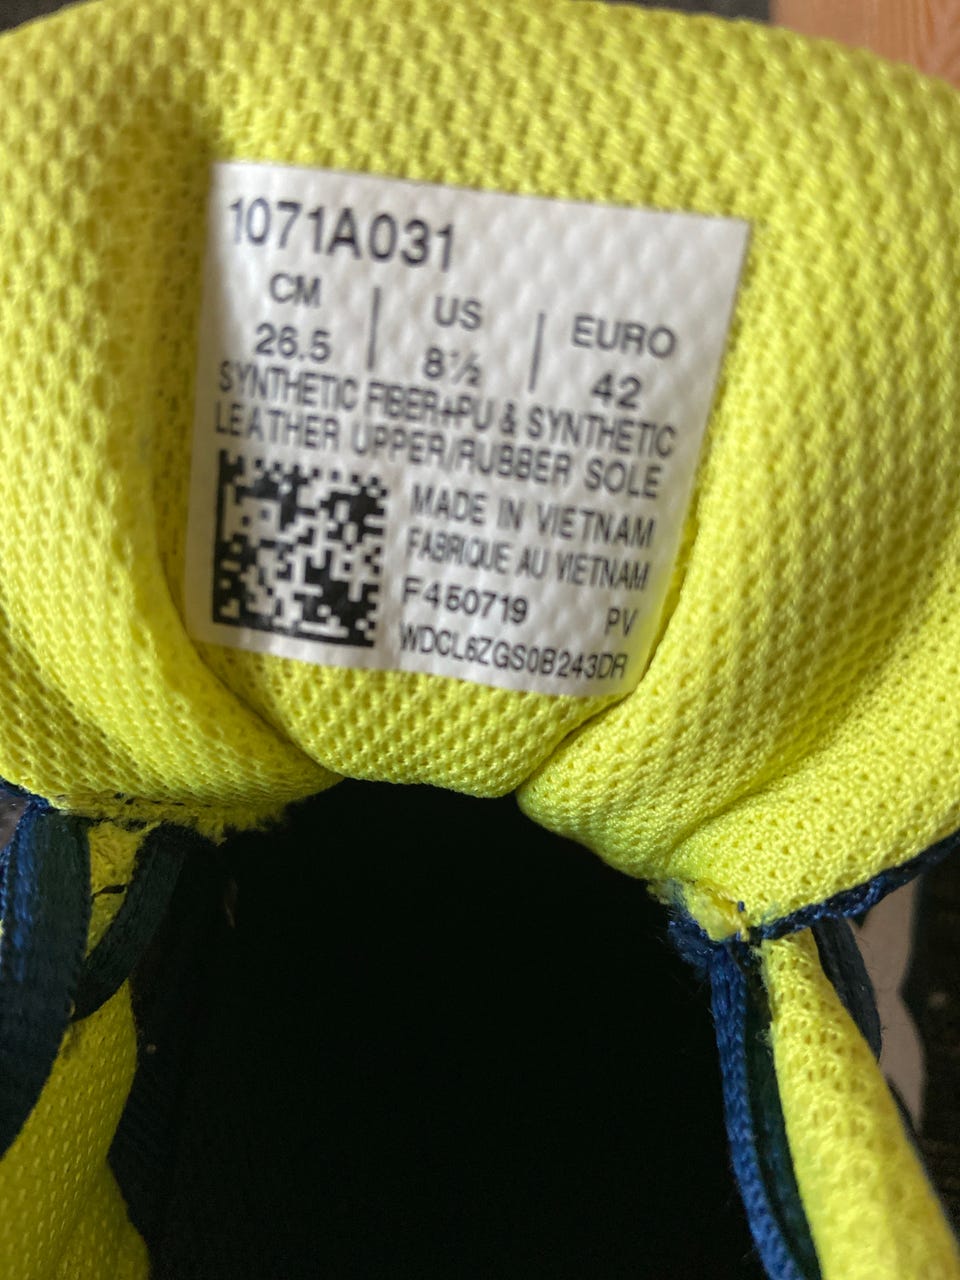 1071A031
CM | US | EURO
26.5 | 8½ | 42
SYNTHETIC FIBER+PU & SYNTHETIC
LEATHER UPPER/RUBBER SOLE
MADE IN VIETNAM
FABRIQUE AU VIETNAM
F450719 PV
WDCL6ZGS0B243DR